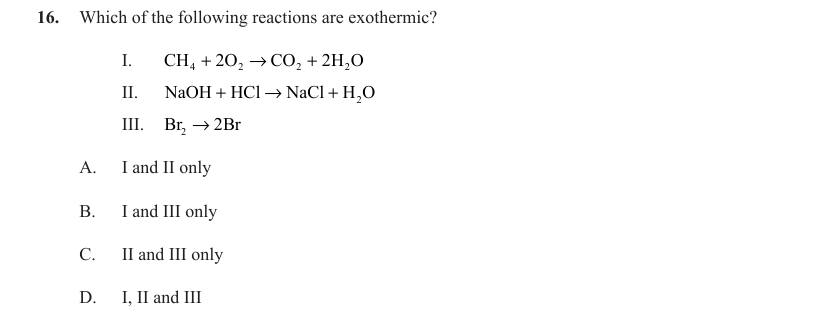 16. Which of the following reactions are exothermic?
I. CH₄ + 2O₂ → CO₂ + 2H₂O
II. NaOH + HCl → NaCl + H₂O
III. Br₂ → 2Br
A. I and II only
B. I and III only
C. II and III only
D. I, II and III